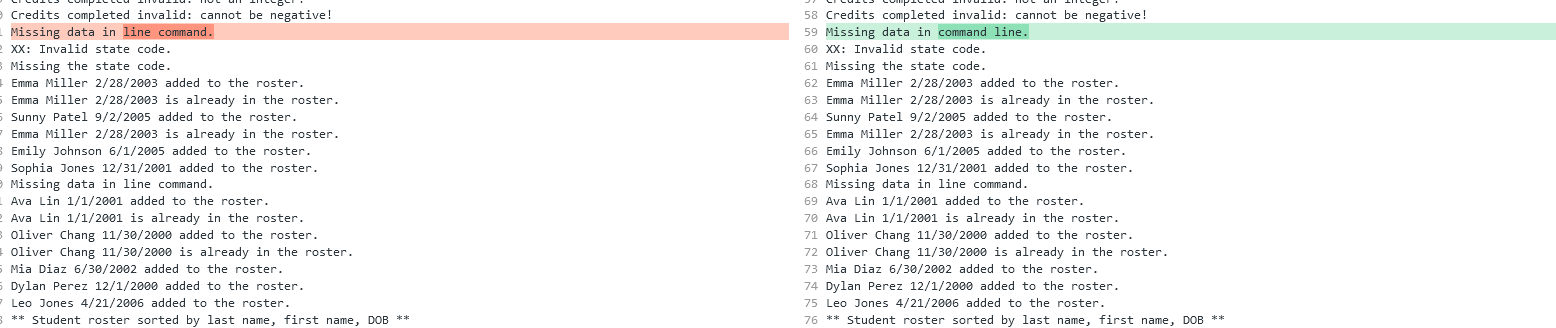 Credits completed invalid: not an integer!
Credits completed invalid: cannot be negative!
Missing data in line command.
XX: Invalid state code.
Missing the state code.
Emma Miller 2/28/2003 added to the roster.
Emma Miller 2/28/2003 is already in the roster.
Sunny Patel 9/2/2005 added to the roster.
Emma Miller 2/28/2003 is already in the roster.
Emily Johnson 6/1/2005 added to the roster.
Sophia Jones 12/31/2001 added to the roster.
Missing data in line command.
Ava Lin 1/1/2001 added to the roster.
Ava Lin 1/1/2001 is already in the roster.
Oliver Chang 11/30/2000 added to the roster.
Oliver Chang 11/30/2000 is already in the roster.
Mia Diaz 6/30/2002 added to the roster.
Dylan Perez 12/1/2000 added to the roster.
Leo Jones 4/21/2006 added to the roster.
** Student roster sorted by last name, first name, DOB **
57 Credits completed invalid: not an integer!
58 Credits completed invalid: cannot be negative!
59 Missing data in command line.
60 XX: Invalid state code.
61 Missing the state code.
62 Emma Miller 2/28/2003 added to the roster.
63 Emma Miller 2/28/2003 is already in the roster.
64 Sunny Patel 9/2/2005 added to the roster.
65 Emma Miller 2/28/2003 is already in the roster.
66 Emily Johnson 6/1/2005 added to the roster.
67 Sophia Jones 12/31/2001 added to the roster.
68 Missing data in line command.
69 Ava Lin 1/1/2001 added to the roster.
70 Ava Lin 1/1/2001 is already in the roster.
71 Oliver Chang 11/30/2000 added to the roster.
72 Oliver Chang 11/30/2000 is already in the roster.
73 Mia Diaz 6/30/2002 added to the roster.
74 Dylan Perez 12/1/2000 added to the roster.
75 Leo Jones 4/21/2006 added to the roster.
76 ** Student roster sorted by last name, first name, DOB **